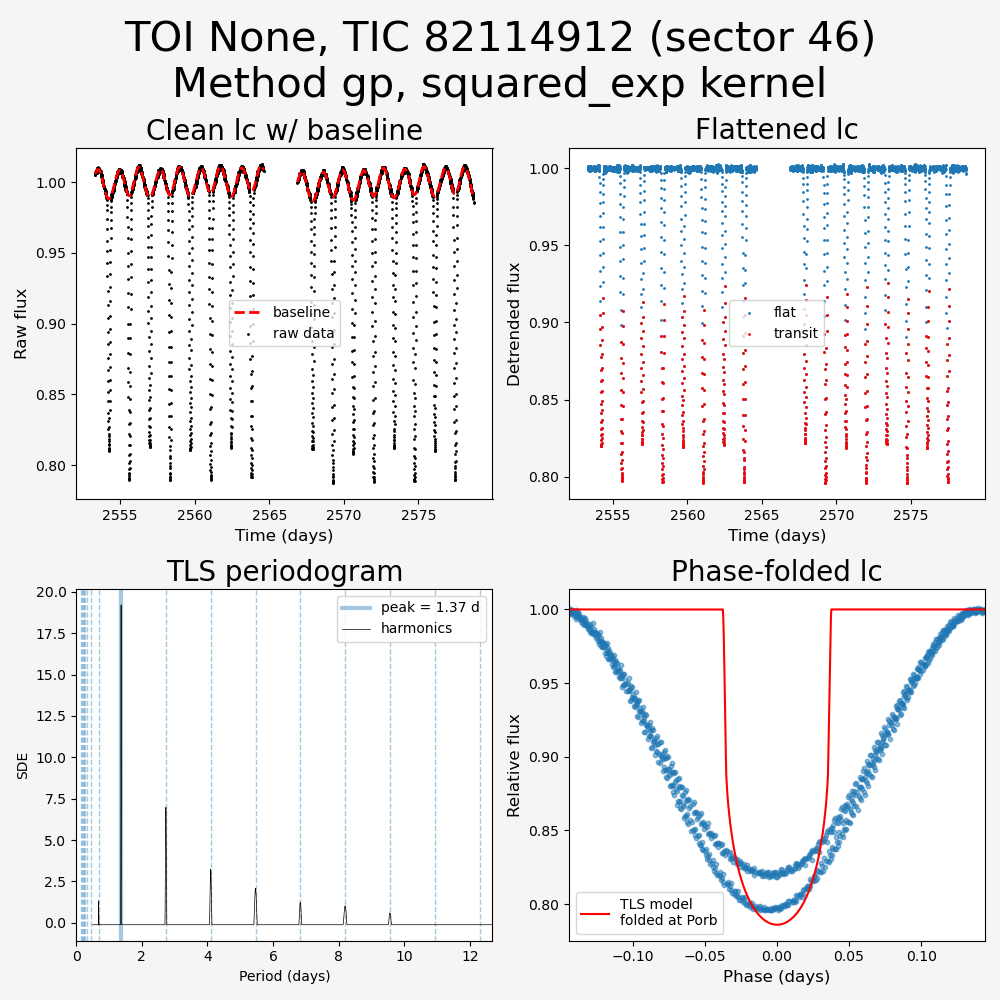 TOI None, TIC 82114912 (sector 46)
Method gp, squared_exp kernel
Clean lc w/ baseline
Raw flux
1.00
0.95
0.90
0.85
0.80
baseline
raw data
2555
2560
2565
2570
2575
Time (days)
Flattened lc
Detrended flux
1.00
0.95
0.90
0.85
0.80
flat
transit
2555
2560
2565
2570
2575
Time (days)
TLS periodogram
SDE
20.0
17.5
15.0
12.5
10.0
7.5
5.0
2.5
0.0
peak = 1.37 d
harmonics
0
2
4
6
8
10
12
Period (days)
Phase-folded lc
Relative flux
1.00
0.95
0.90
0.85
0.80
TLS model
folded at Porb
−0.10
−0.05
0.00
0.05
0.10
Phase (days)